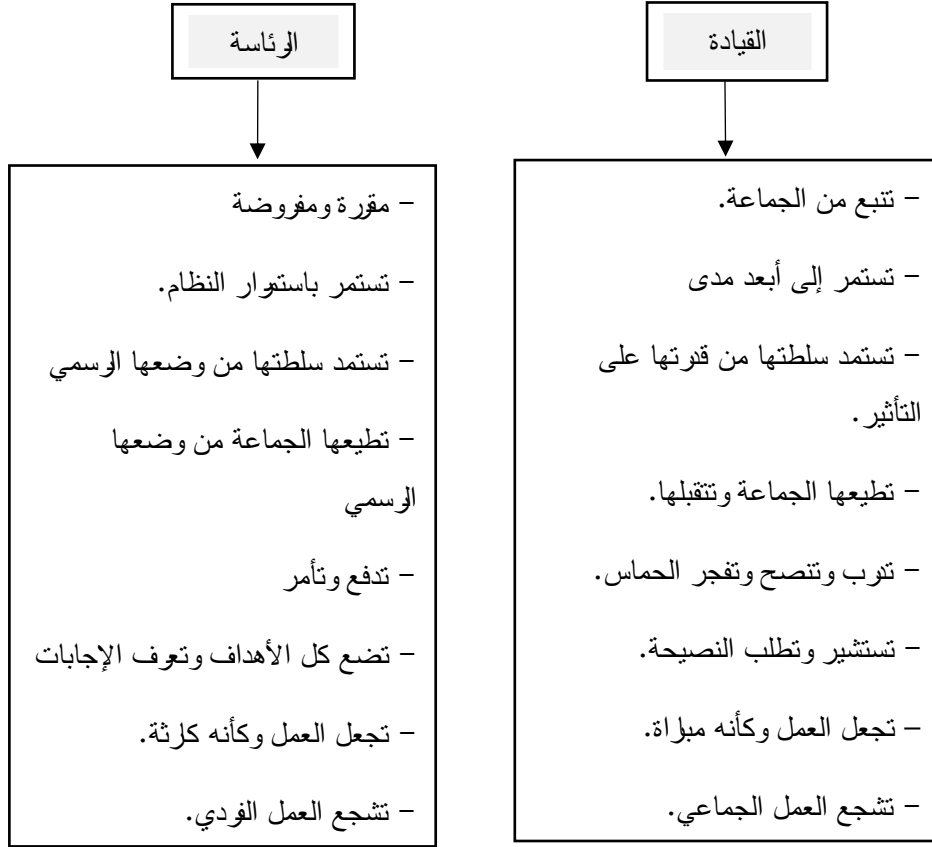 القيادة
- تتبع من الجماعة.
- تستمر إلى أبعد مدى
- تستمد سلطتها من قدرتها على
التأثير.
- تطيعها الجماعة وتتقبلها.
- تدرب وتنصح وتفجر الحماس.
- تستشير وتطلب النصيحة.
- تجعل العمل وكأنه مباراة.
- تشجع العمل الجماعي.
الرئاسة
- مقررة ومفروضة
- تستمر باستمرار النظام.
- تستمد سلطتها من وضعها الرسمي
- تطيعها الجماعة من وضعها
الرسمي
- تدفع وتأمر
- تضع كل الأهداف وتعرف الإجابات
- تجعل العمل وكأنه كارثة.
- تشجع العمل الفردي.